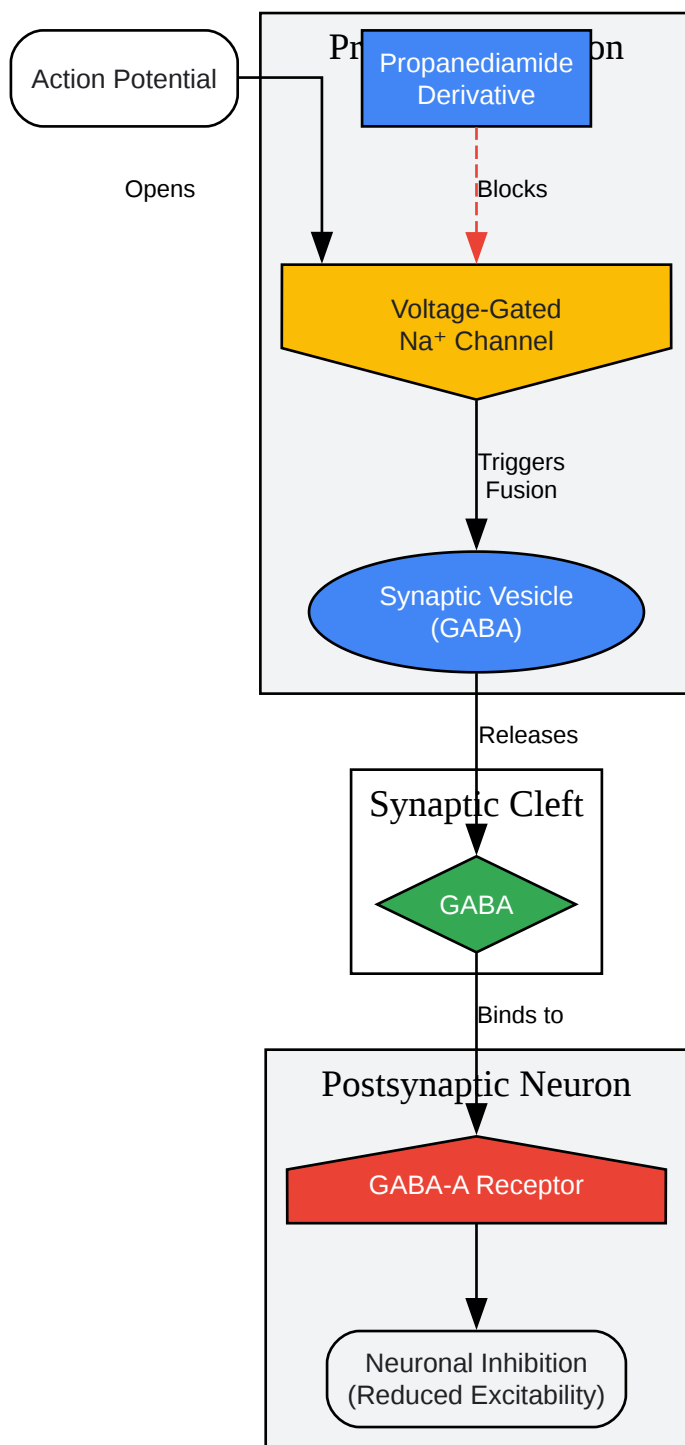 Action Potential
Propanediamide
Derivative
Opens
Blocks
Voltage-Gated
Na⁺ Channel
Triggers
Fusion
Synaptic Vesicle
(GABA)
Releases
Synaptic Cleft
GABA
Binds to
Postsynaptic Neuron
GABA-A Receptor
Neuronal Inhibition
(Reduced Excitability)